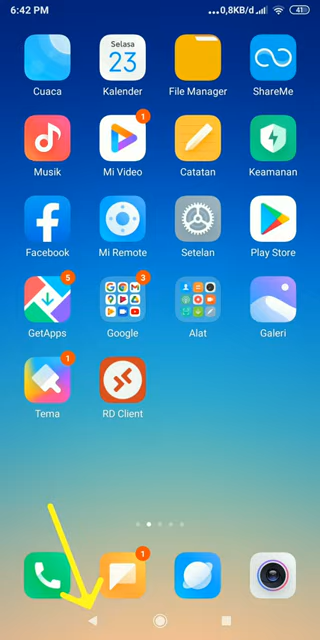 6:42 PM
...0,8KB/d
41
Selasa
23
Cuaca
Kalender
File Manager
ShareMe
1
Musik
Mi Video
Catatan
Keamanan
Facebook
Mi Remote
Setelan
Play Store
5
3
GetApps
Google
Alat
Galeri
1
Tema
RD Client
1